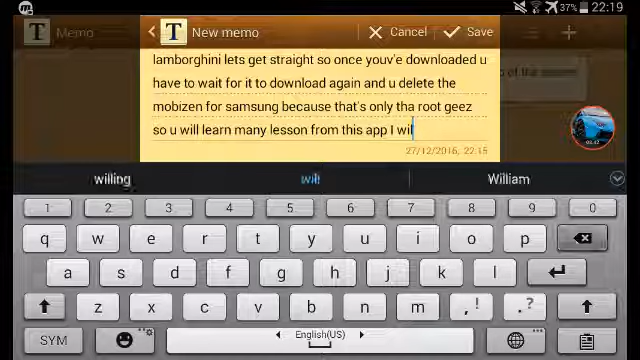 37% 22:19
T Memo
T New memo
Cancel
Save
lamborghini lets get straight so once youv'e downloaded u
have to wait for it to download again and u delete the
mobizen for samsung because that's only tha root geez
so u will learn many lesson from this app I wil
27/12/2016, 22:15
willing will William
1 2 3 4 5 6 7 8 9 0
q w e r t y u i o p
a s d f g h j k l
z x c v b n m , ! . ?
SYM English(US)